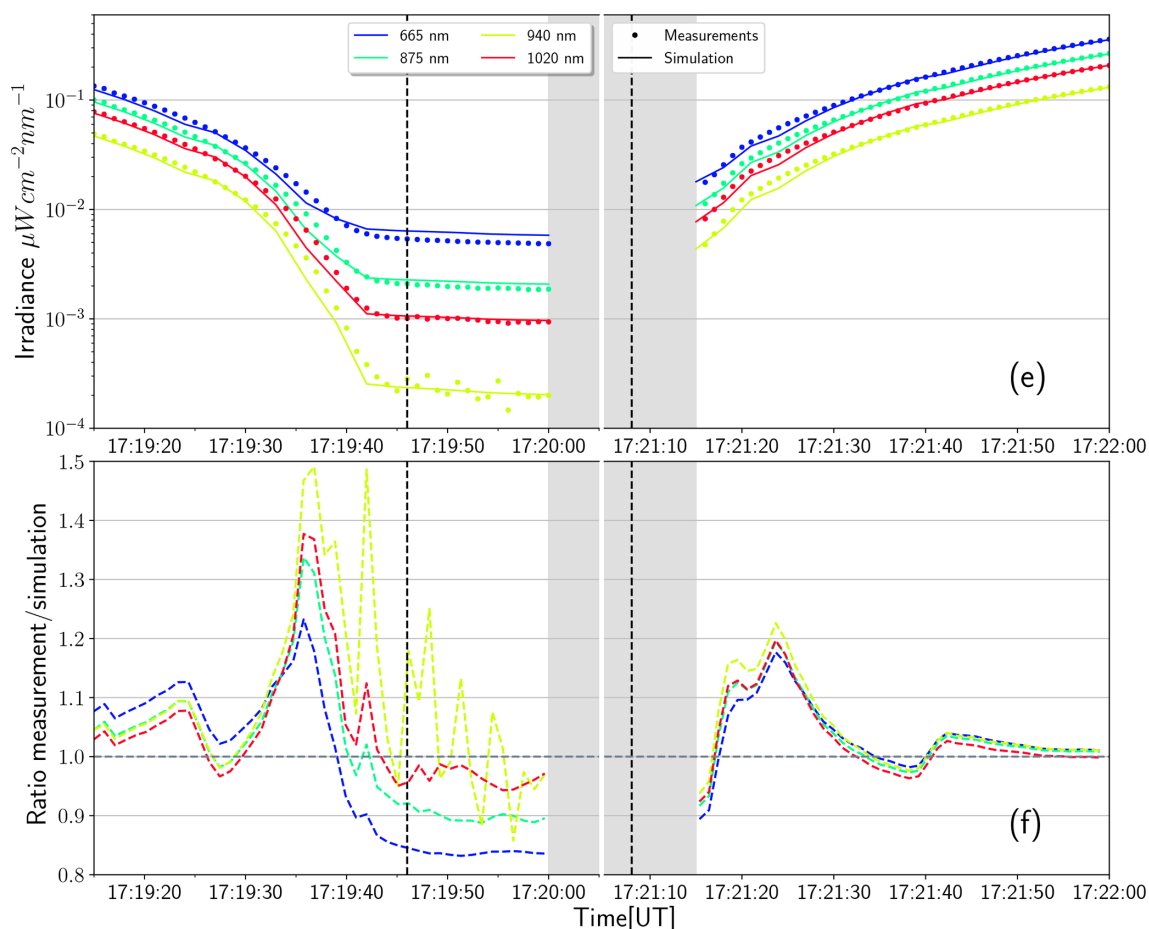 665 nm
875 nm
940 nm
1020 nm
Measurements
Simulation
Irradiance μWcm⁻²nm⁻¹
10⁻¹
10⁻²
10⁻³
10⁻⁴
(e)
17:19:20 17:19:30 17:19:40 17:19:50 17:20:00 17:21:10 17:21:20 17:21:30 17:21:40 17:21:50 17:22:00
Ratio measurement/simulation
1.5
1.4
1.3
1.2
1.1
1.0
0.9
0.8
(f)
17:19:20 17:19:30 17:19:40 17:19:50 17:20:00 17:21:10 17:21:20 17:21:30 17:21:40 17:21:50 17:22:00
Time[UT]